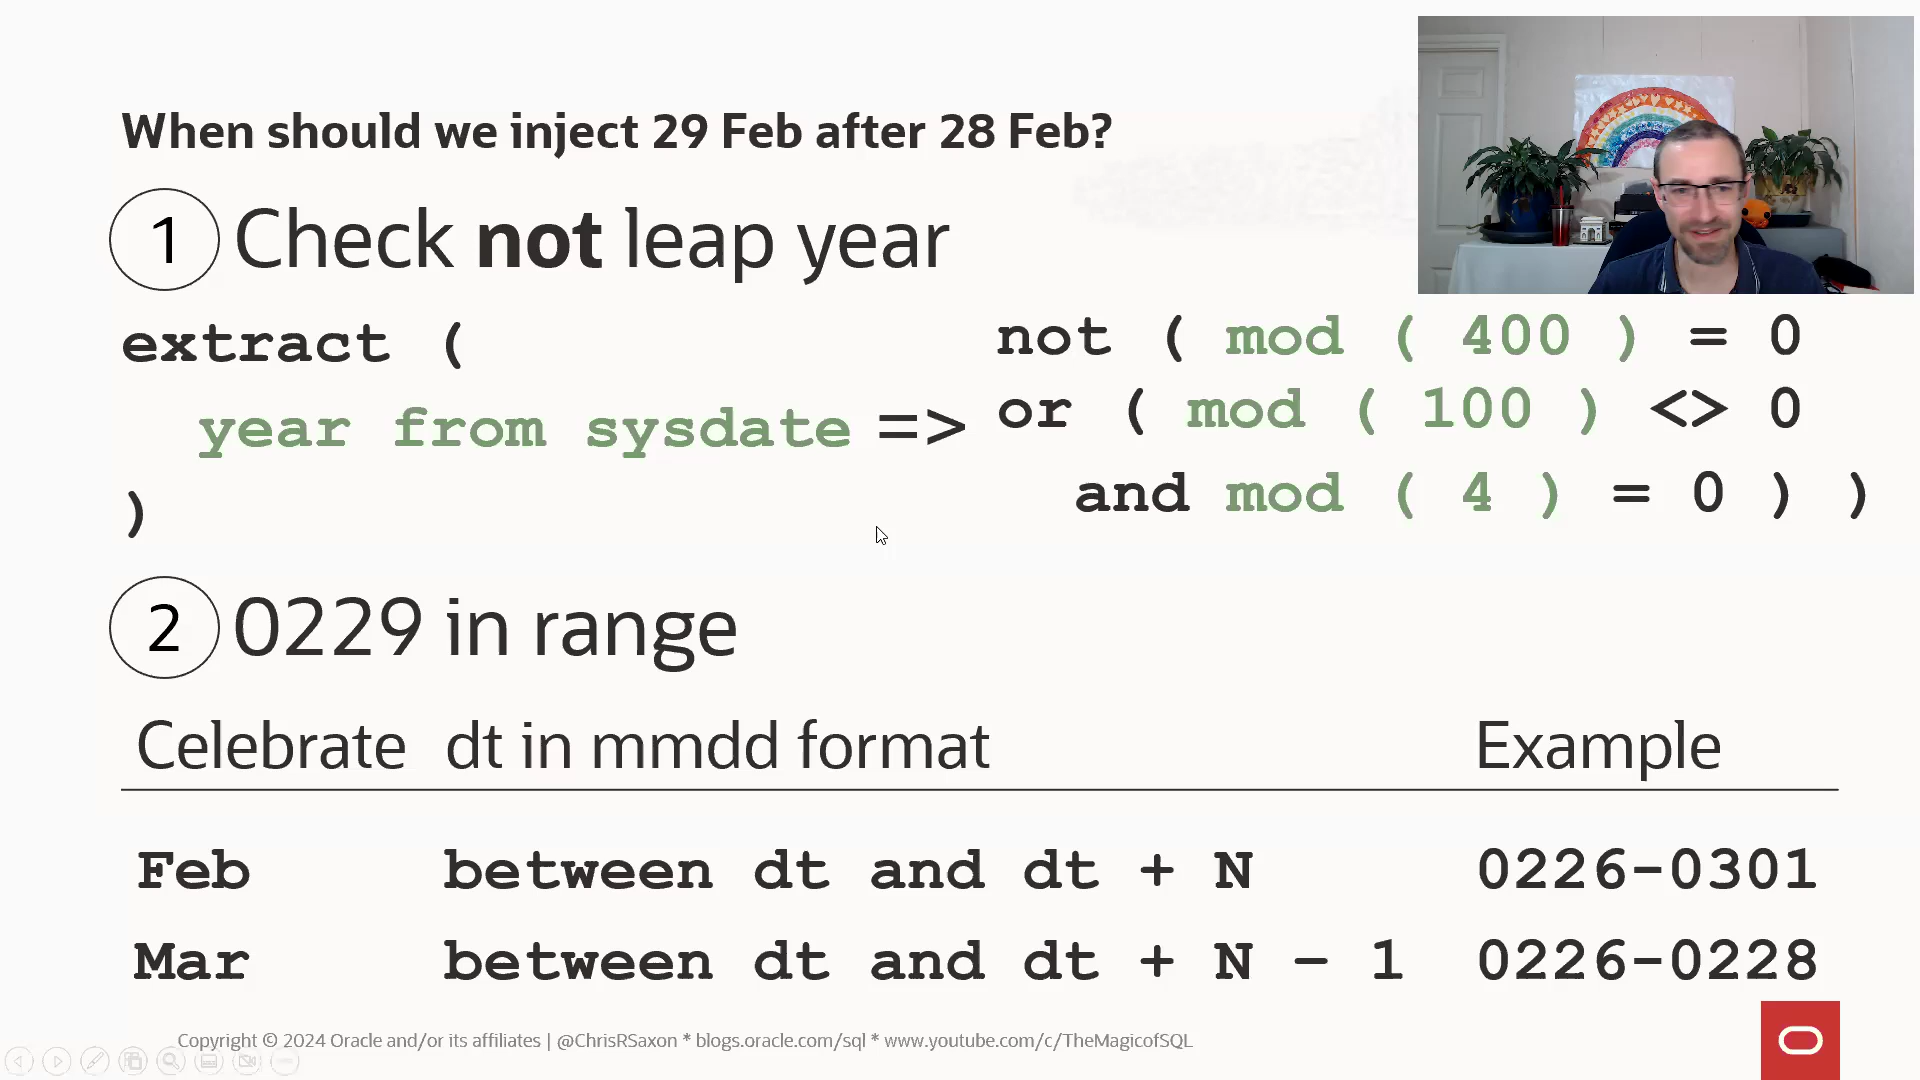 When should we inject 29 Feb after 28 Feb?
1 Check not leap year
extract (
year from sysdate
)
=>
not ( mod ( 400 ) = 0
or ( mod ( 100 ) <> 0
and mod ( 4 ) = 0 ) )
2 0229 in range
Celebrate dt in mmdd format Example
Feb between dt and dt + N 0226-0301
Mar between dt and dt + N - 1 0226-0228
Copyright © 2024 Oracle and/or its affiliates | @ChrisRSaxon * blogs.oracle.com/sql * www.youtube.com/c/TheMagicofSQL